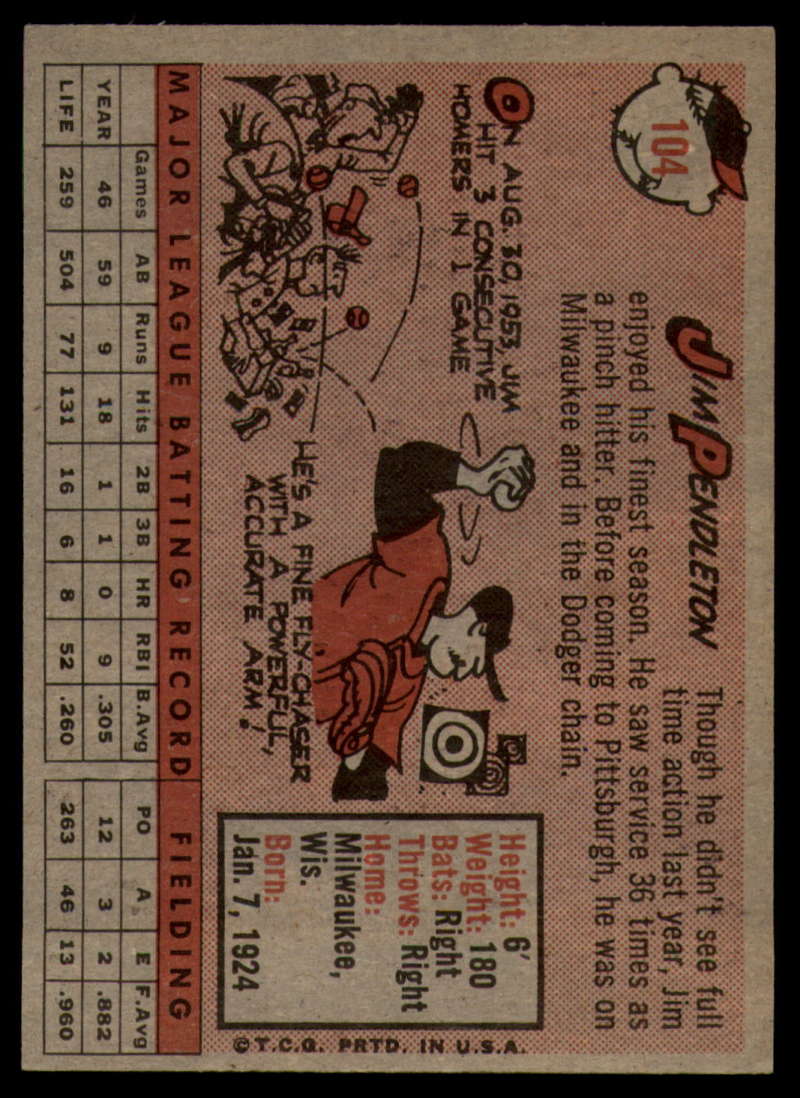 104
JIM PENDLETON
Though he didn't see full
time action last year, Jim
enjoyed his finest season. He saw service 36 times as
a pinch hitter. Before coming to Pittsburgh, he was on
Milwaukee and in the Dodger chain.
ON AUG. 30, 1953, JIM
HIT 3 CONSECUTIVE
HOMERS IN 1 GAME
HE'S A FINE FLY-CHASER
WITH A POWERFUL,
ACCURATE ARM!
Height: 6'
Weight: 180
Bats: Right
Throws: Right
Home:
Milwaukee,
Wis.
Born:
Jan. 7, 1924
MAJOR LEAGUE BATTING RECORD FIELDING
Games AB Runs Hits 2B 3B HR RBI B.Avg PO A E F.Avg
YEAR 46 59 9 18 1 1 0 9 .305 12 3 2 .882
LIFE 259 504 77 131 16 6 8 52 .260 263 46 13 .960
©T.C.G. PRTD. IN U.S.A.